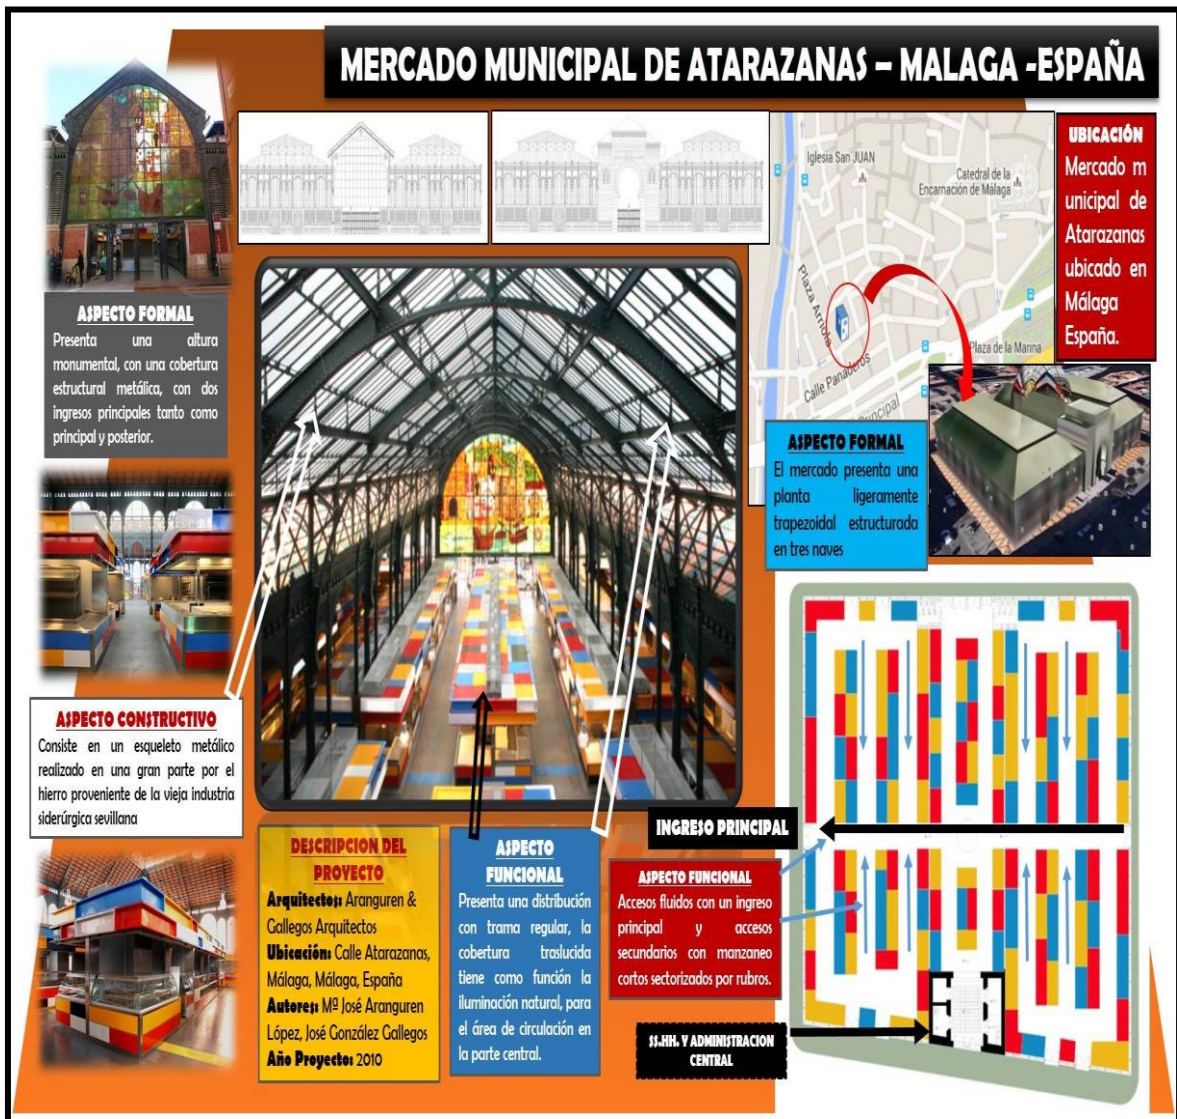 MERCADO MUNICIPAL DE ATARAZANAS – MALAGA -ESPAÑA
Iglesia San JUAN
Catedral de la
Encarnación de Málaga
Plaza Arriola
Calle Panaderos
Principal
Plaza de la Marina
UBICACIÓN
Mercado m
unicipal de
Atarazanas
ubicado en
Málaga
España.
ASPECTO FORMAL
Presenta una altura
monumental, con una cobertura
estructural metálica, con dos
ingresos principales tanto como
principal y posterior.
ASPECTO FORMAL
El mercado presenta una
planta ligeramente
trapezoidal estructurada
en tres naves
ASPECTO CONSTRUCTIVO
Consiste en un esqueleto metálico
realizado en una gran parte por el
hierro proveniente de la vieja industria
siderúrgica sevillana
DESCRIPCION DEL
PROYECTO
Arquitectos: Aranguren &
Gallegos Arquitectos
Ubicación: Calle Atarazanas,
Málaga, Málaga, España
Autores: Mª José Aranguren
López, José González Gallegos
Año Proyecto: 2010
ASPECTO
FUNCIONAL
Presenta una distribución
con trama regular, la
cobertura traslucida
tiene como función la
iluminación natural, para
el área de circulación en
la parte central.
INGRESO PRINCIPAL
ASPECTO FUNCIONAL
Accesos fluidos con un ingreso
principal y accesos
secundarios con manzaneo
cortos sectorizados por rubros.
SS.HH. Y ADMINISTRACION
CENTRAL